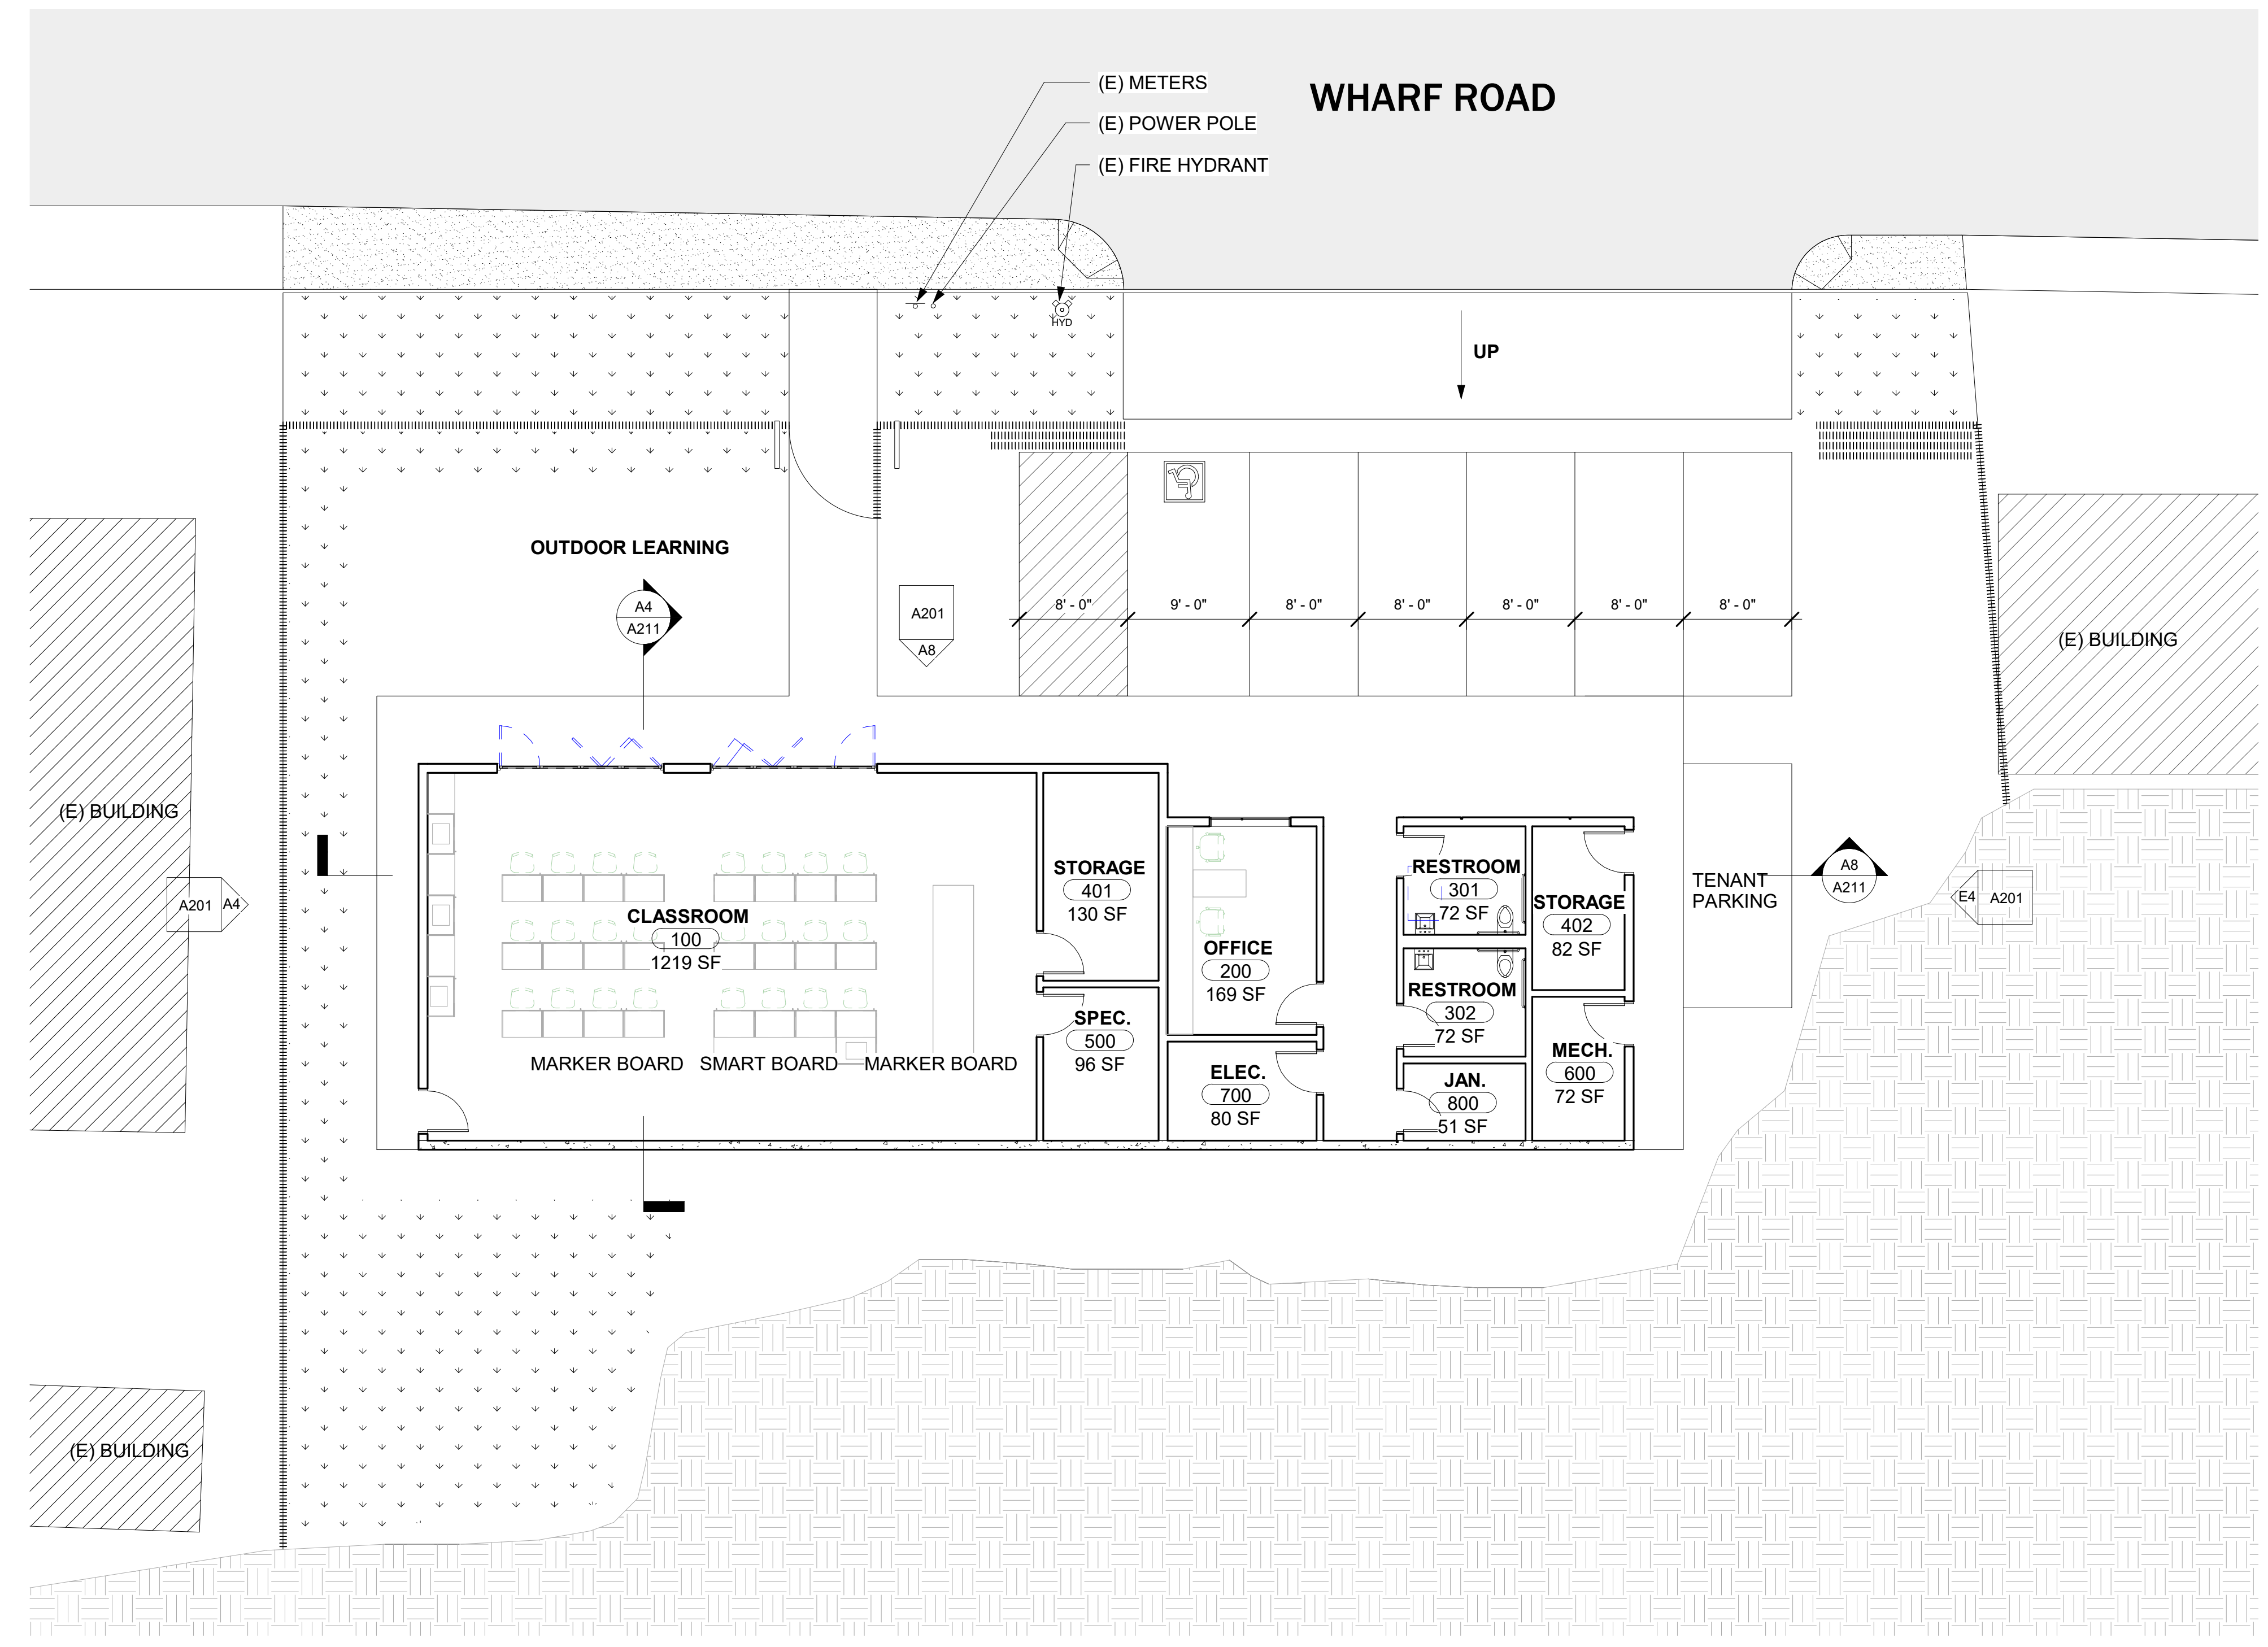 (E) METERS
WHARF ROAD
(E) POWER POLE
(E) FIRE HYDRANT
HYD
UP
OUTDOOR LEARNING
A4
A211
A201
A8
8' - 0"
9' - 0"
8' - 0"
8' - 0"
8' - 0"
8' - 0"
8' - 0"
(E) BUILDING
(E) BUILDING
A201
A4
CLASSROOM
100
1219 SF
MARKER BOARD
SMART BOARD
MARKER BOARD
STORAGE
401
130 SF
SPEC.
500
96 SF
OFFICE
200
169 SF
ELEC.
700
80 SF
RESTROOM
301
72 SF
RESTROOM
302
72 SF
JAN.
800
51 SF
STORAGE
402
82 SF
MECH.
600
72 SF
TENANT
PARKING
A8
A211
E4
A201
(E) BUILDING